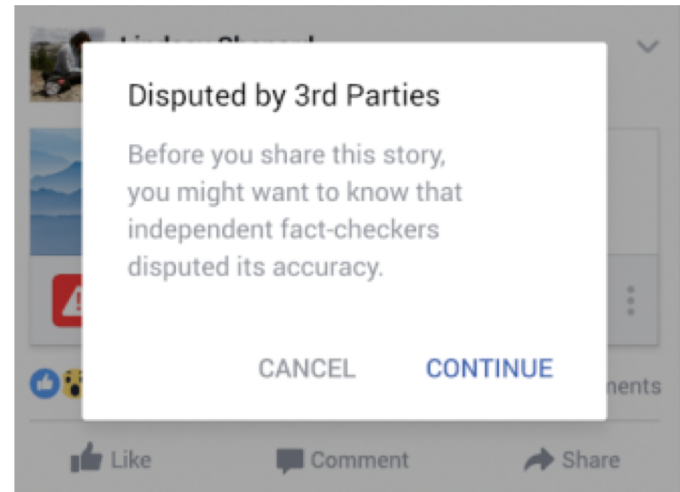 Disputed by 3rd Parties
Before you share this story,
you might want to know that
independent fact-checkers
disputed its accuracy.
CANCEL CONTINUE
Like Comment Share